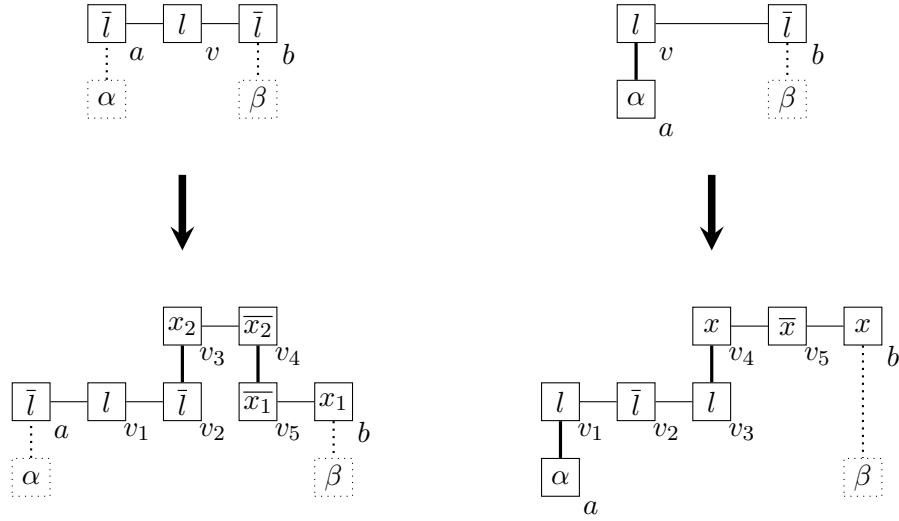 l̅ l l̅ l l̅
a v b v b
α β α β
a
x₂ x̅₂ x x̅ x
v₃ v₄ v₄ v₅ b
l̅ l l̅ x̅₁ x₁ l l̅ l
a v₁ v₂ v₅ b v₁ v₂ v₃
α β α β
a